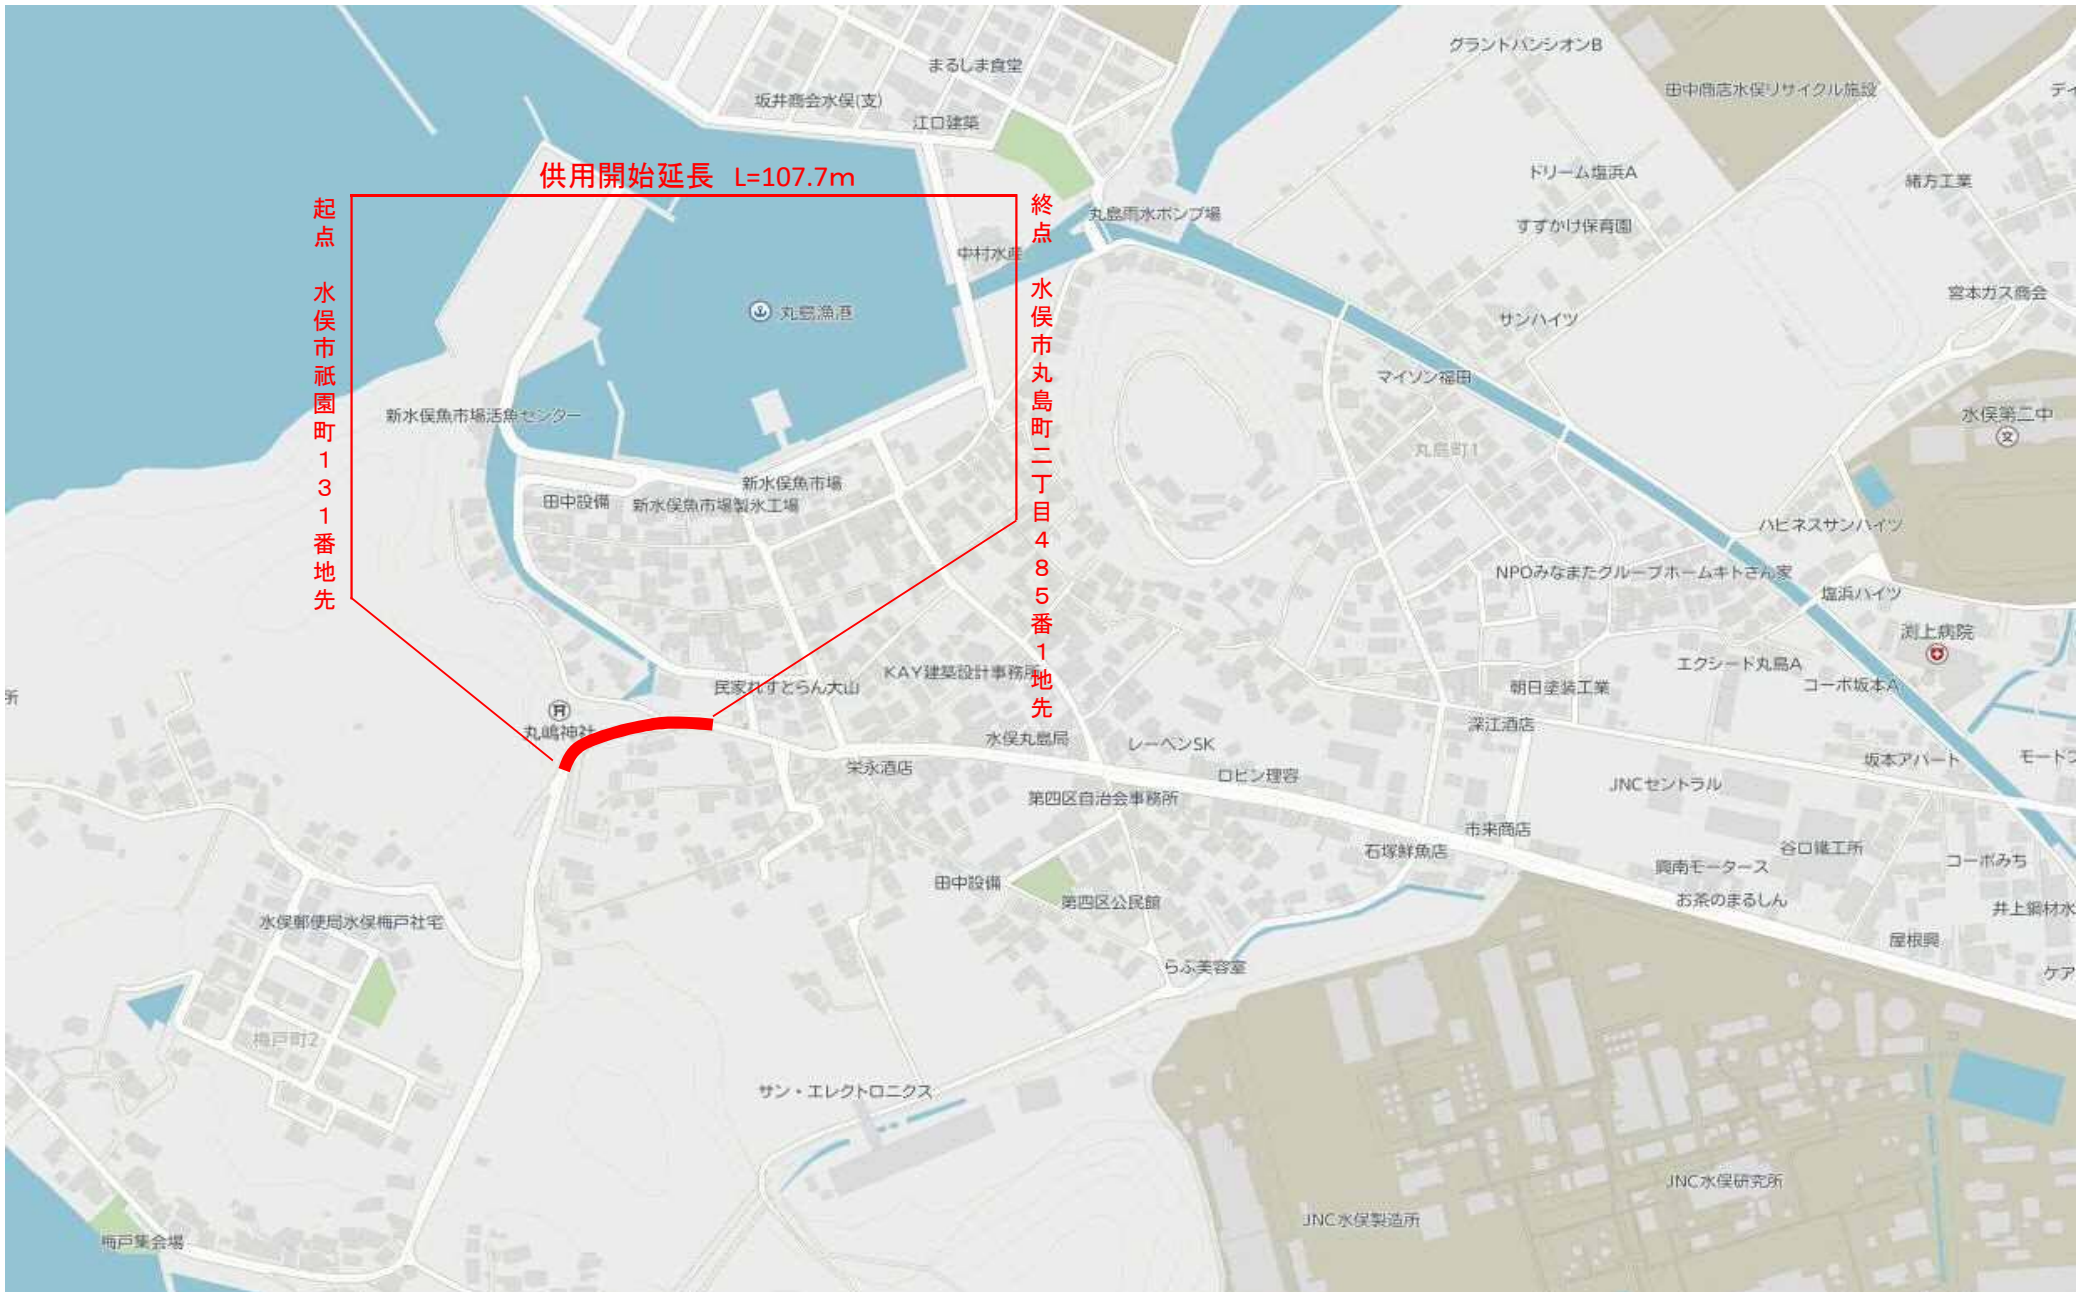 グランドパンシオンB
まるしま食堂
田中商店水俣リサイクル施設
坂井商会水俣(支)
江口建築
供用開始延長 L=107.7m
ドリーム塩浜A
緒方工業
起点 水俣市祇園町131番地先
終点 水俣市丸島町二丁目485番1地先
丸島雨水ポンプ場
すずかけ保育園
中村水産
宮本ガス商会
丸島漁港
サンハイツ
マイソン福田
新水俣魚市場活魚センター
水俣第二中
文
丸島町1
新水俣魚市場
田中設備
新水俣魚市場製氷工場
ハピネスサンハイツ
NPOみなまたグループホームキトさん家
塩浜ハイツ
渕上病院
エクシード丸島A
KAY建築設計事務所
民家れすとらん大山
朝日塗装工業
コーポ坂本A
所
丸嶋神社
深江酒店
水俣丸島局
レーベンSK
坂本アパート
栄永酒店
ロビン理容
JNCセントラル
第四区自治会事務所
市来商店
石塚鮮魚店
谷口鐵工所
コーポみち
興南モータース
田中設備
第四区公民館
お茶のまるしん
井上鋼材水
水俣郵便局水俣梅戸社宅
屋根興
らふ美容室
ケア
梅戸町2
サン・エレクトロニクス
JNC水俣研究所
JNC水俣製造所
梅戸集会場